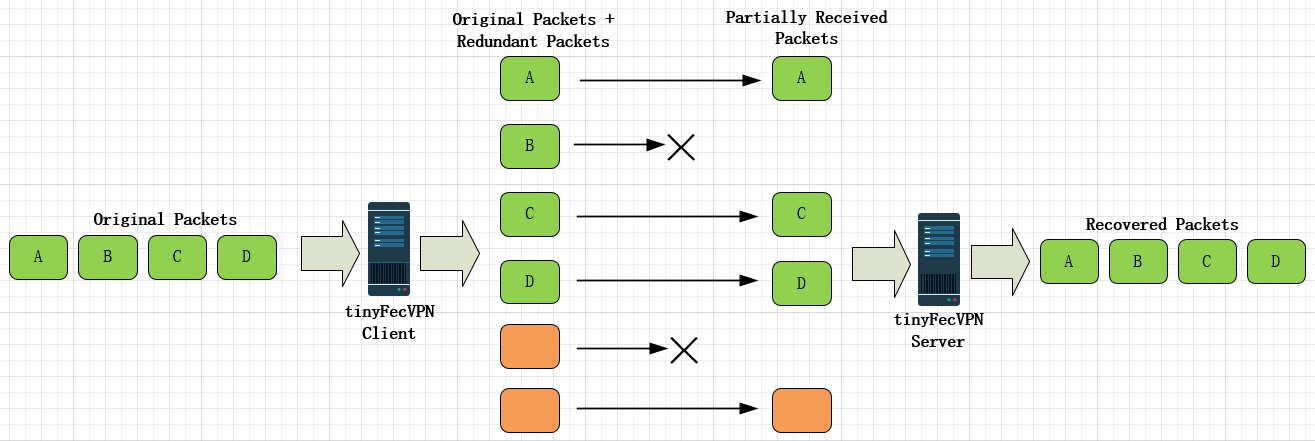 Original Packets
A B C D
tinyFecVPN
Client
Original Packets +
Redundant Packets
A
B
C
D
Partially Received
Packets
A
C
D
tinyFecVPN
Server
Recovered Packets
A B C D